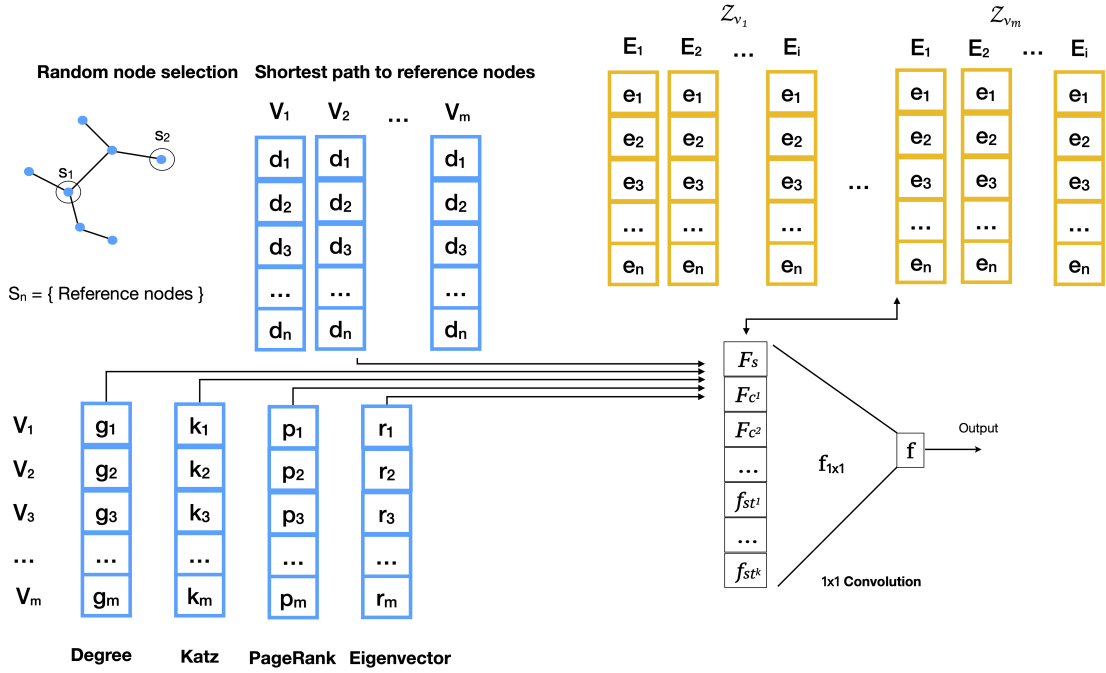 Random node selection
s₂
s₁
Sₙ = { Reference nodes }
Shortest path to reference nodes
V₁ V₂ ... Vₘ
d₁ d₁ d₁
d₂ d₂ d₂
d₃ d₃ d₃
... ... ...
dₙ dₙ dₙ
𝒵ᵥ₁ 𝒵ᵥₘ
E₁ E₂ ... Eᵢ E₁ E₂ ... Eᵢ
e₁ e₁ e₁ e₁ e₁ e₁
e₂ e₂ e₂ e₂ e₂ e₂
e₃ e₃ e₃ ... e₃ e₃ e₃
... ... ... ... ... ...
eₙ eₙ eₙ eₙ eₙ eₙ
V₁ g₁ k₁ p₁ r₁
V₂ g₂ k₂ p₂ r₂
V₃ g₃ k₃ p₃ r₃
... ... ... ... ...
Vₘ gₘ kₘ pₘ rₘ
Degree Katz PageRank Eigenvector
Fs
Fc¹
Fc²
...
fst¹
...
fstᵏ
f₁ₓ₁
f
Output
1x1 Convolution